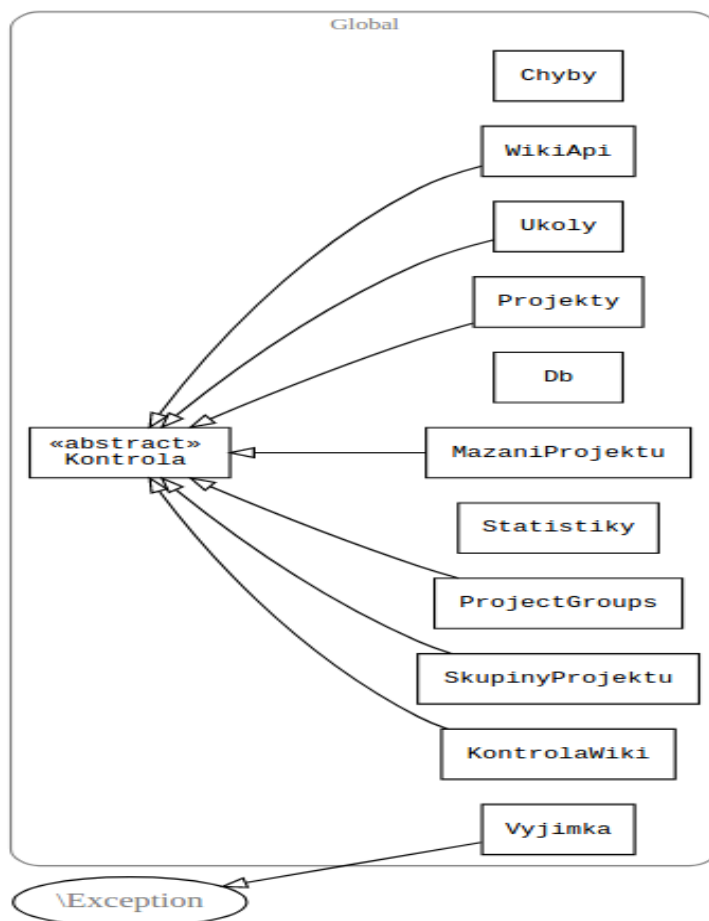 Global
Chyby
WikiApi
Ukoly
Projekty
Db
«abstract»
Kontrola
MazaniProjektu
Statistiky
ProjectGroups
SkupinyProjektu
KontrolaWiki
Vyjimka
\Exception